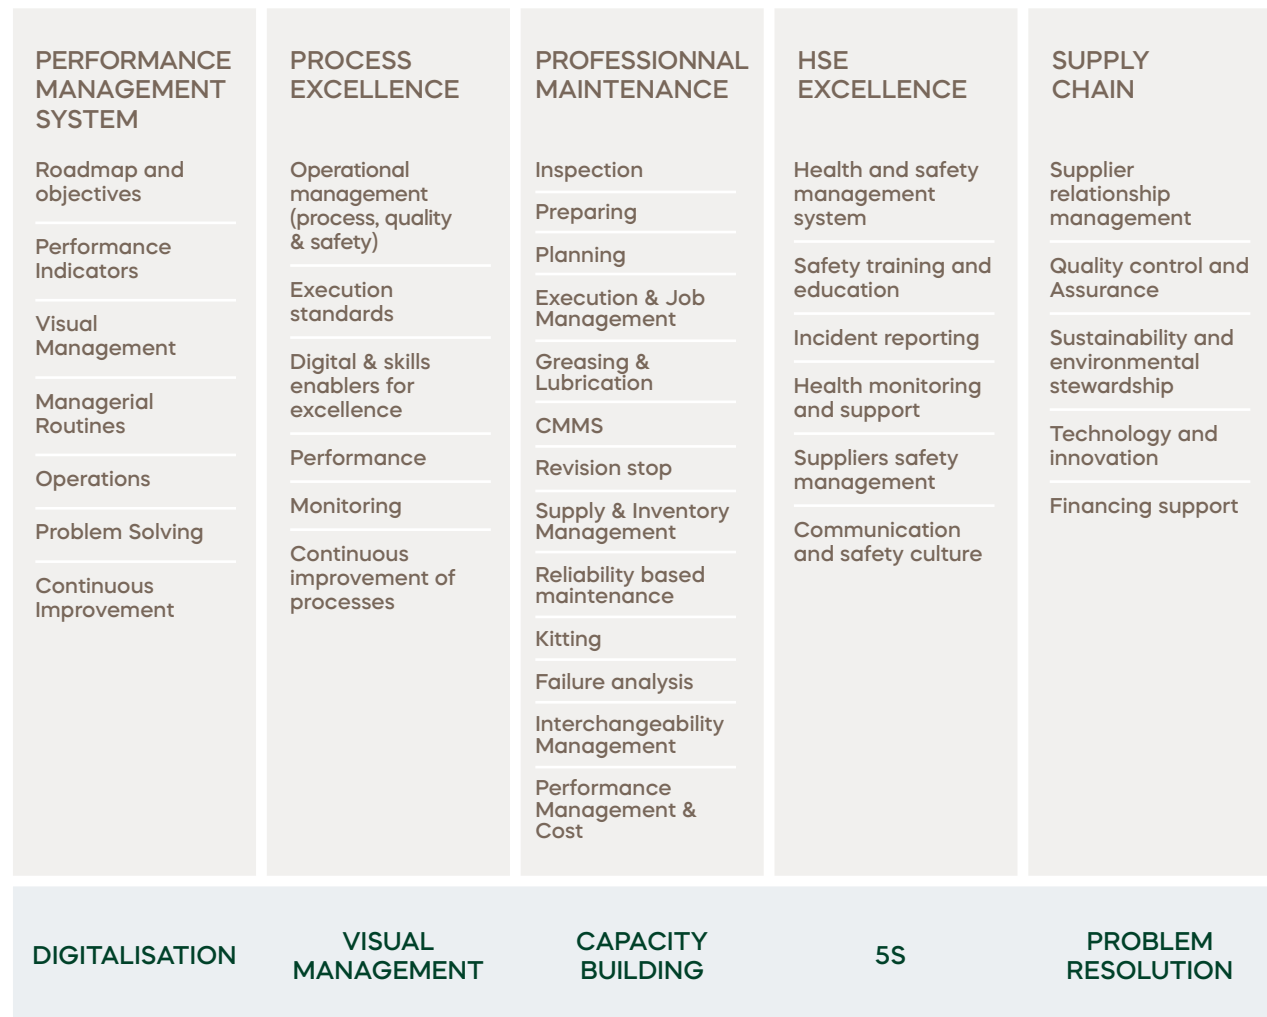 PERFORMANCE
MANAGEMENT
SYSTEM
Roadmap and
objectives
Performance
Indicators
Visual
Management
Managerial
Routines
Operations
Problem Solving
Continuous
Improvement
PROCESS
EXCELLENCE
Operational
management
(process, quality
& safety)
Execution
standards
Digital & skills
enablers for
excellence
Performance
Monitoring
Continuous
improvement of
processes
PROFESSIONNAL
MAINTENANCE
Inspection
Preparing
Planning
Execution & Job
Management
Greasing &
Lubrication
CMMS
Revision stop
Supply & Inventory
Management
Reliability based
maintenance
Kitting
Failure analysis
Interchangeability
Management
Performance
Management &
Cost
HSE
EXCELLENCE
Health and safety
management
system
Safety training and
education
Incident reporting
Health monitoring
and support
Suppliers safety
management
Communication
and safety culture
SUPPLY
CHAIN
Supplier
relationship
management
Quality control and
Assurance
Sustainability and
environmental
stewardship
Technology and
innovation
Financing support
DIGITALISATION
VISUAL
MANAGEMENT
CAPACITY
BUILDING
5S
PROBLEM
RESOLUTION